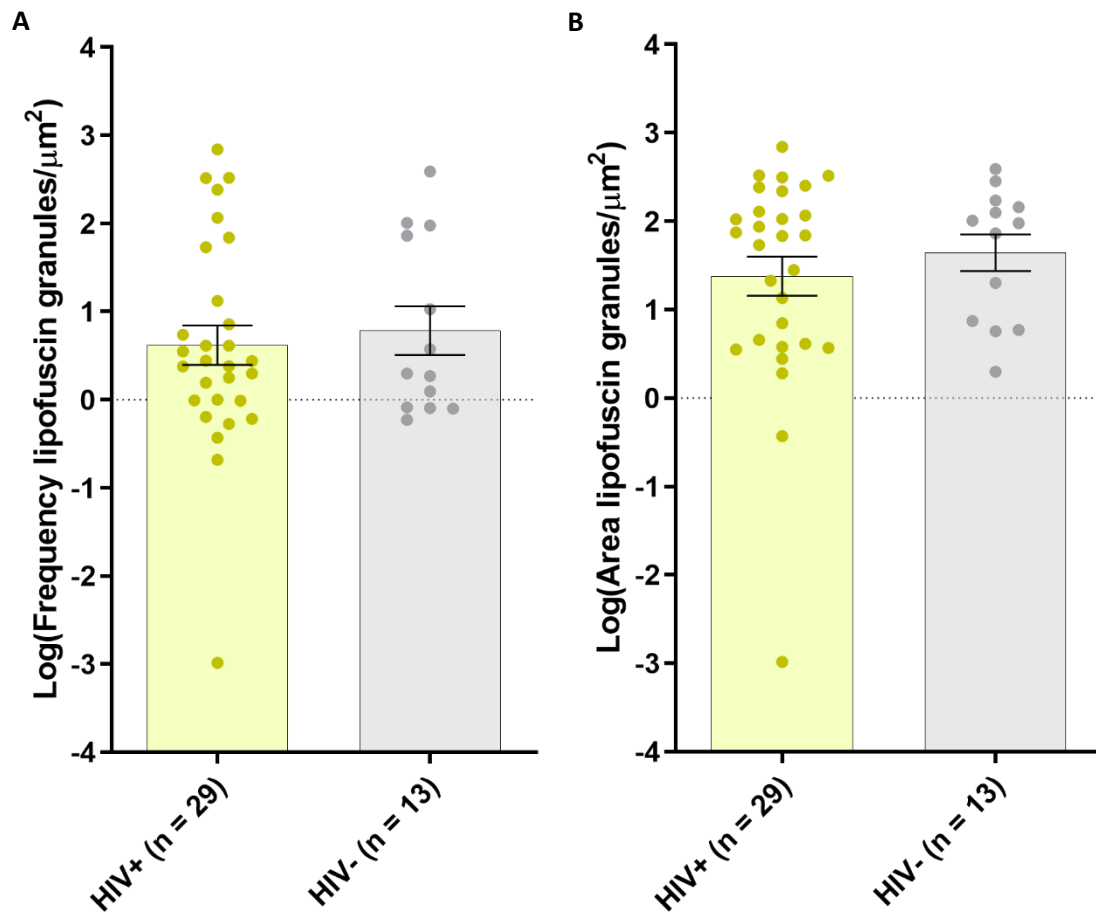 A
Log(Frequency lipofuscin granules/μm²)
4
3
2
1
0
-1
-2
-3
-4
HIV+ (n = 29)
HIV- (n = 13)
B
Log(Area lipofuscin granules/μm²)
4
3
2
1
0
-1
-2
-3
-4
HIV+ (n = 29)
HIV- (n = 13)